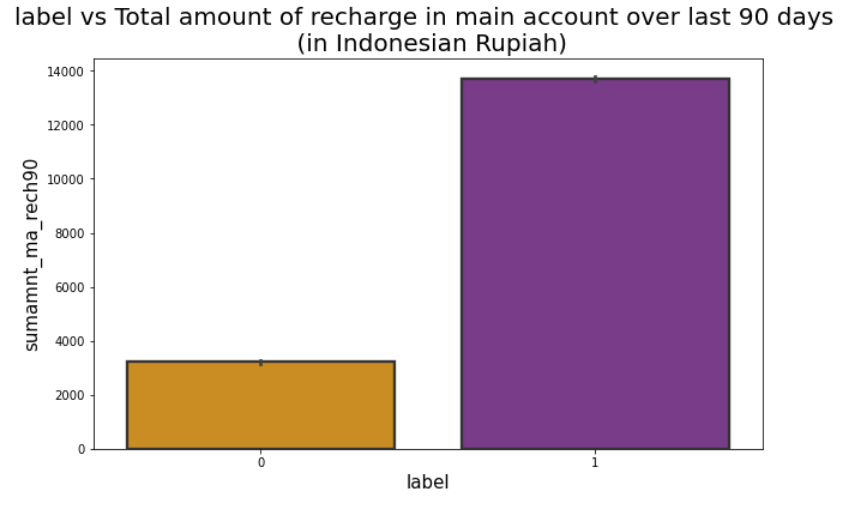 label vs Total amount of recharge in main account over last 90 days
(in Indonesian Rupiah)
14000
12000
10000
8000
6000
4000
2000
0
sumamnt_ma_rech90
0
1
label